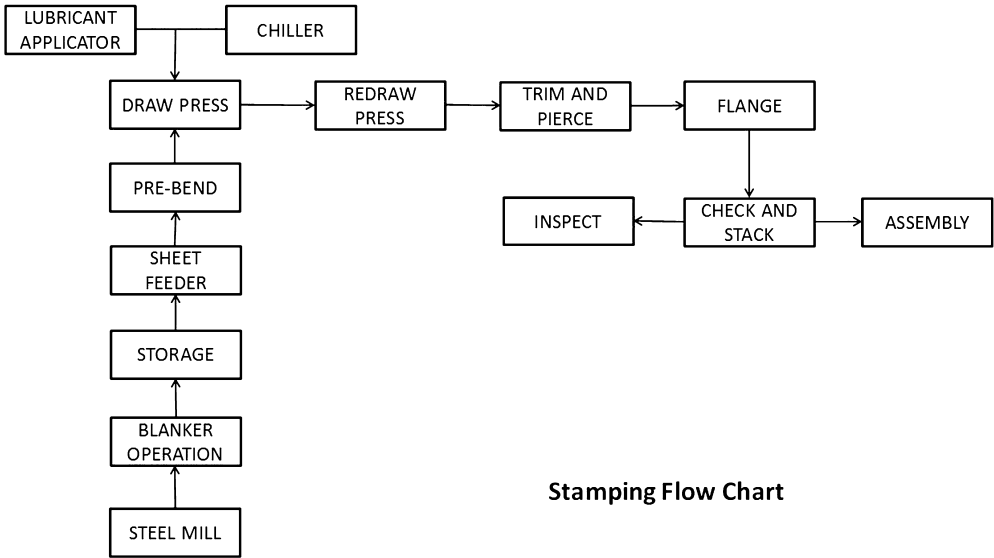 LUBRICANT
APPLICATOR
CHILLER
DRAW PRESS
REDRAW
PRESS
TRIM AND
PIERCE
FLANGE
PRE-BEND
INSPECT
CHECK AND
STACK
ASSEMBLY
SHEET
FEEDER
STORAGE
BLANKER
OPERATION
Stamping Flow Chart
STEEL MILL